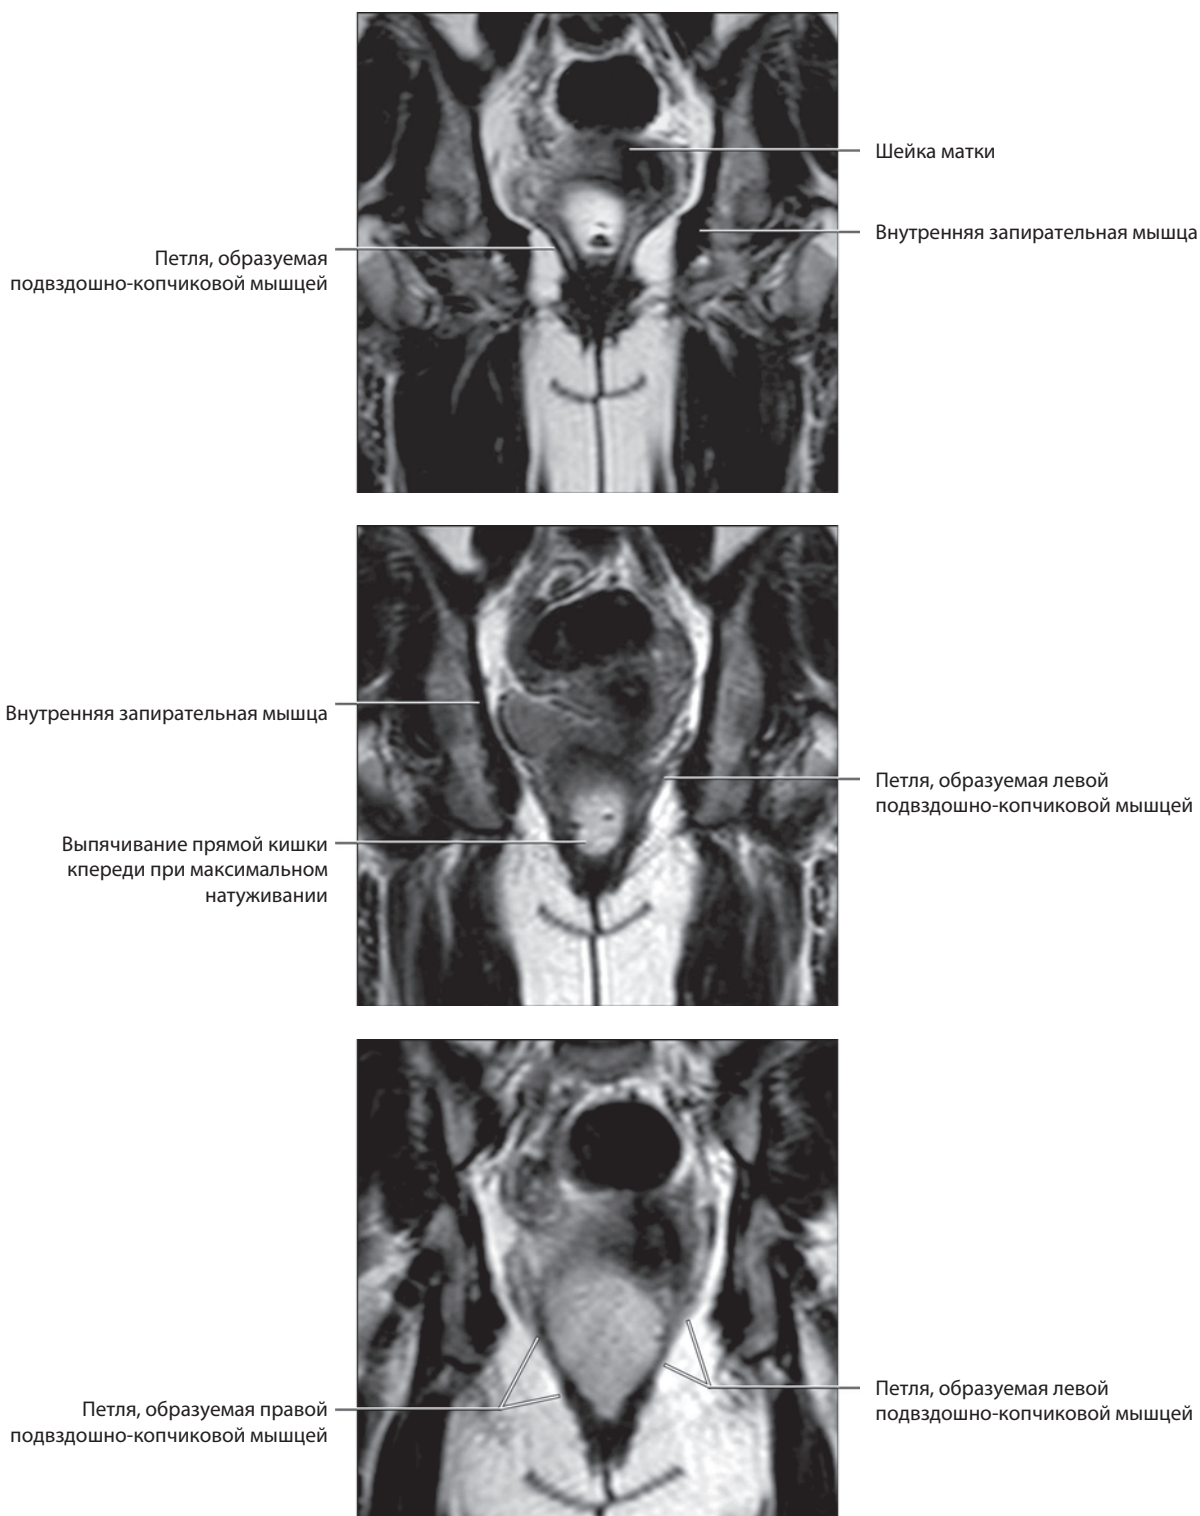 Шейка матки
Внутренняя запирательная мышца
Петля, образуемая
подвздошно-копчиковой мышцей
Внутренняя запирательная мышца
Петля, образуемая левой
подвздошно-копчиковой мышцей
Выпячивание прямой кишки
кпереди при максимальном
натуживании
Петля, образуемая правой
подвздошно-копчиковой мышцей
Петля, образуемая левой
подвздошно-копчиковой мышцей